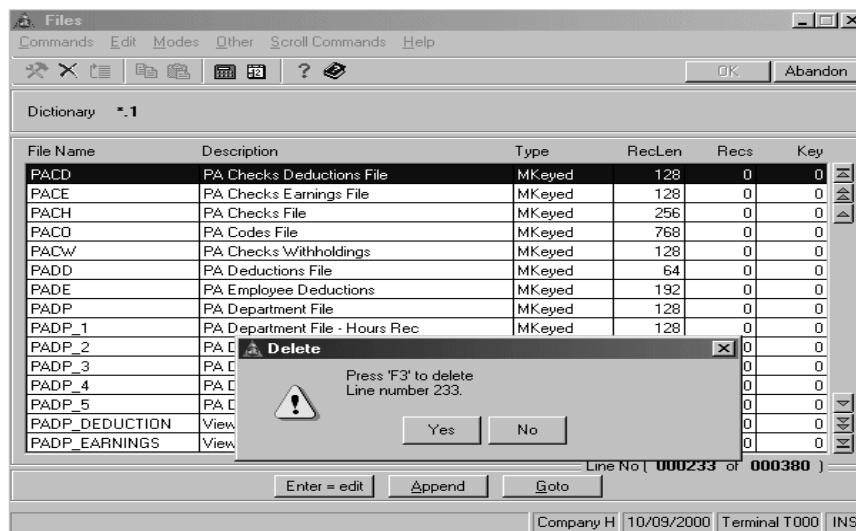 Files
Commands Edit Modes Other Scroll Commands Help
OK Abandon
Dictionary *.1
File Name Description Type RecLen Recs Key
PACD PA Checks Deductions File MKeyed 128 0 0
PACE PA Checks Earnings File MKeyed 128 0 0
PACH PA Checks File MKeyed 256 0 0
PACO PA Codes File MKeyed 768 0 0
PACW PA Checks Withholdings MKeyed 128 0 0
PADD PA Deductions File MKeyed 64 0 0
PADE PA Employee Deductions MKeyed 192 0 0
PADP PA Department File MKeyed 128 0 0
PADP_1 PA Department File - Hours Rec MKeyed 128 0 0
PADP_2 PA D 0 0
PADP_3 PA D 0 0
PADP_4 PA D 0 0
PADP_5 PA D 0 0
PADP_DEDUCTION View 0 0
PADP_EARNINGS View 0 0
Delete
Press 'F3' to delete
Line number 233.
Yes No
Line No ( 000233 of 000380 )
Enter = edit Append Goto
Company H 10/09/2000 Terminal T000 INS